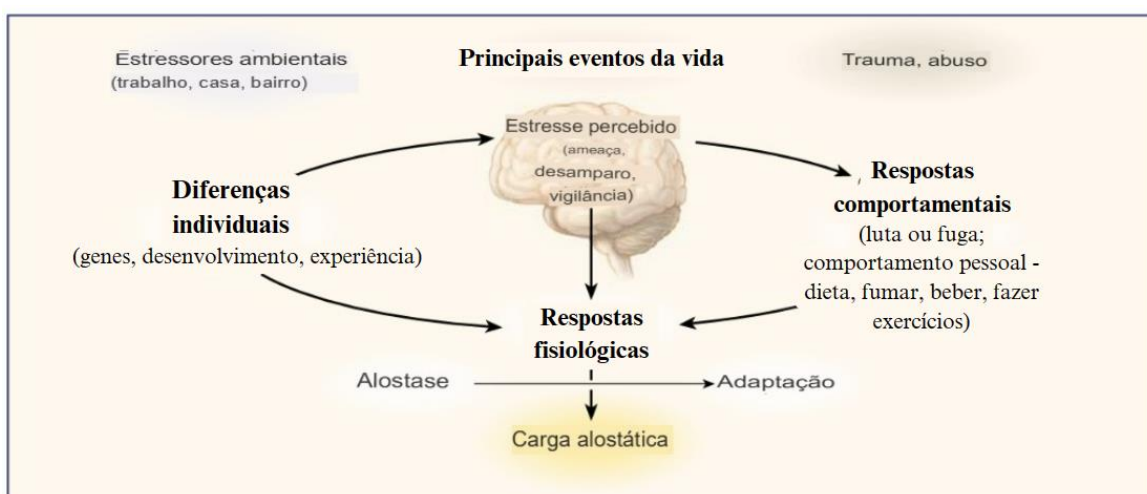 Estressores ambientais
(trabalho, casa, bairro)
Principais eventos da vida
Trauma, abuso
Estresse percebido
(ameaça,
desamparo,
vigilância)
Diferenças
individuais
(genes, desenvolvimento, experiência)
Respostas
comportamentais
(luta ou fuga;
comportamento pessoal -
dieta, fumar, beber, fazer
exercícios)
Respostas
fisiológicas
Alostase
Adaptação
Carga alostática